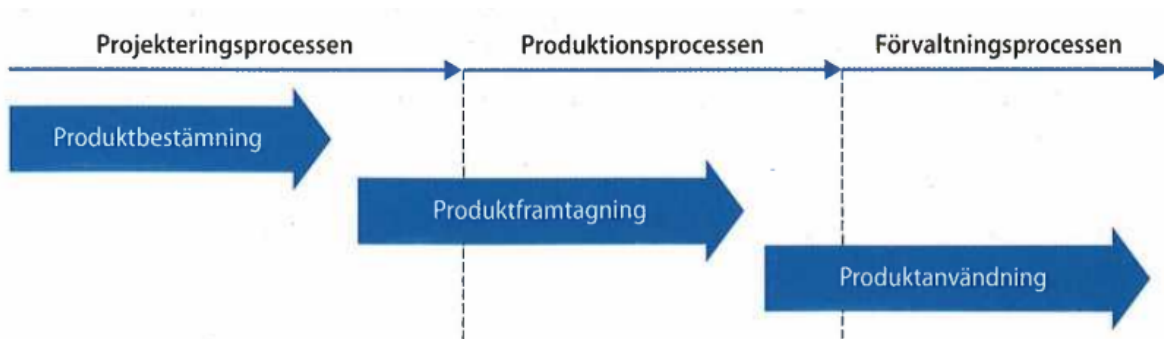 Projekteringsprocessen
Produktionsprocessen
Förvaltningsprocessen
Produktbestämning
Produktframtagning
Produktanvändning